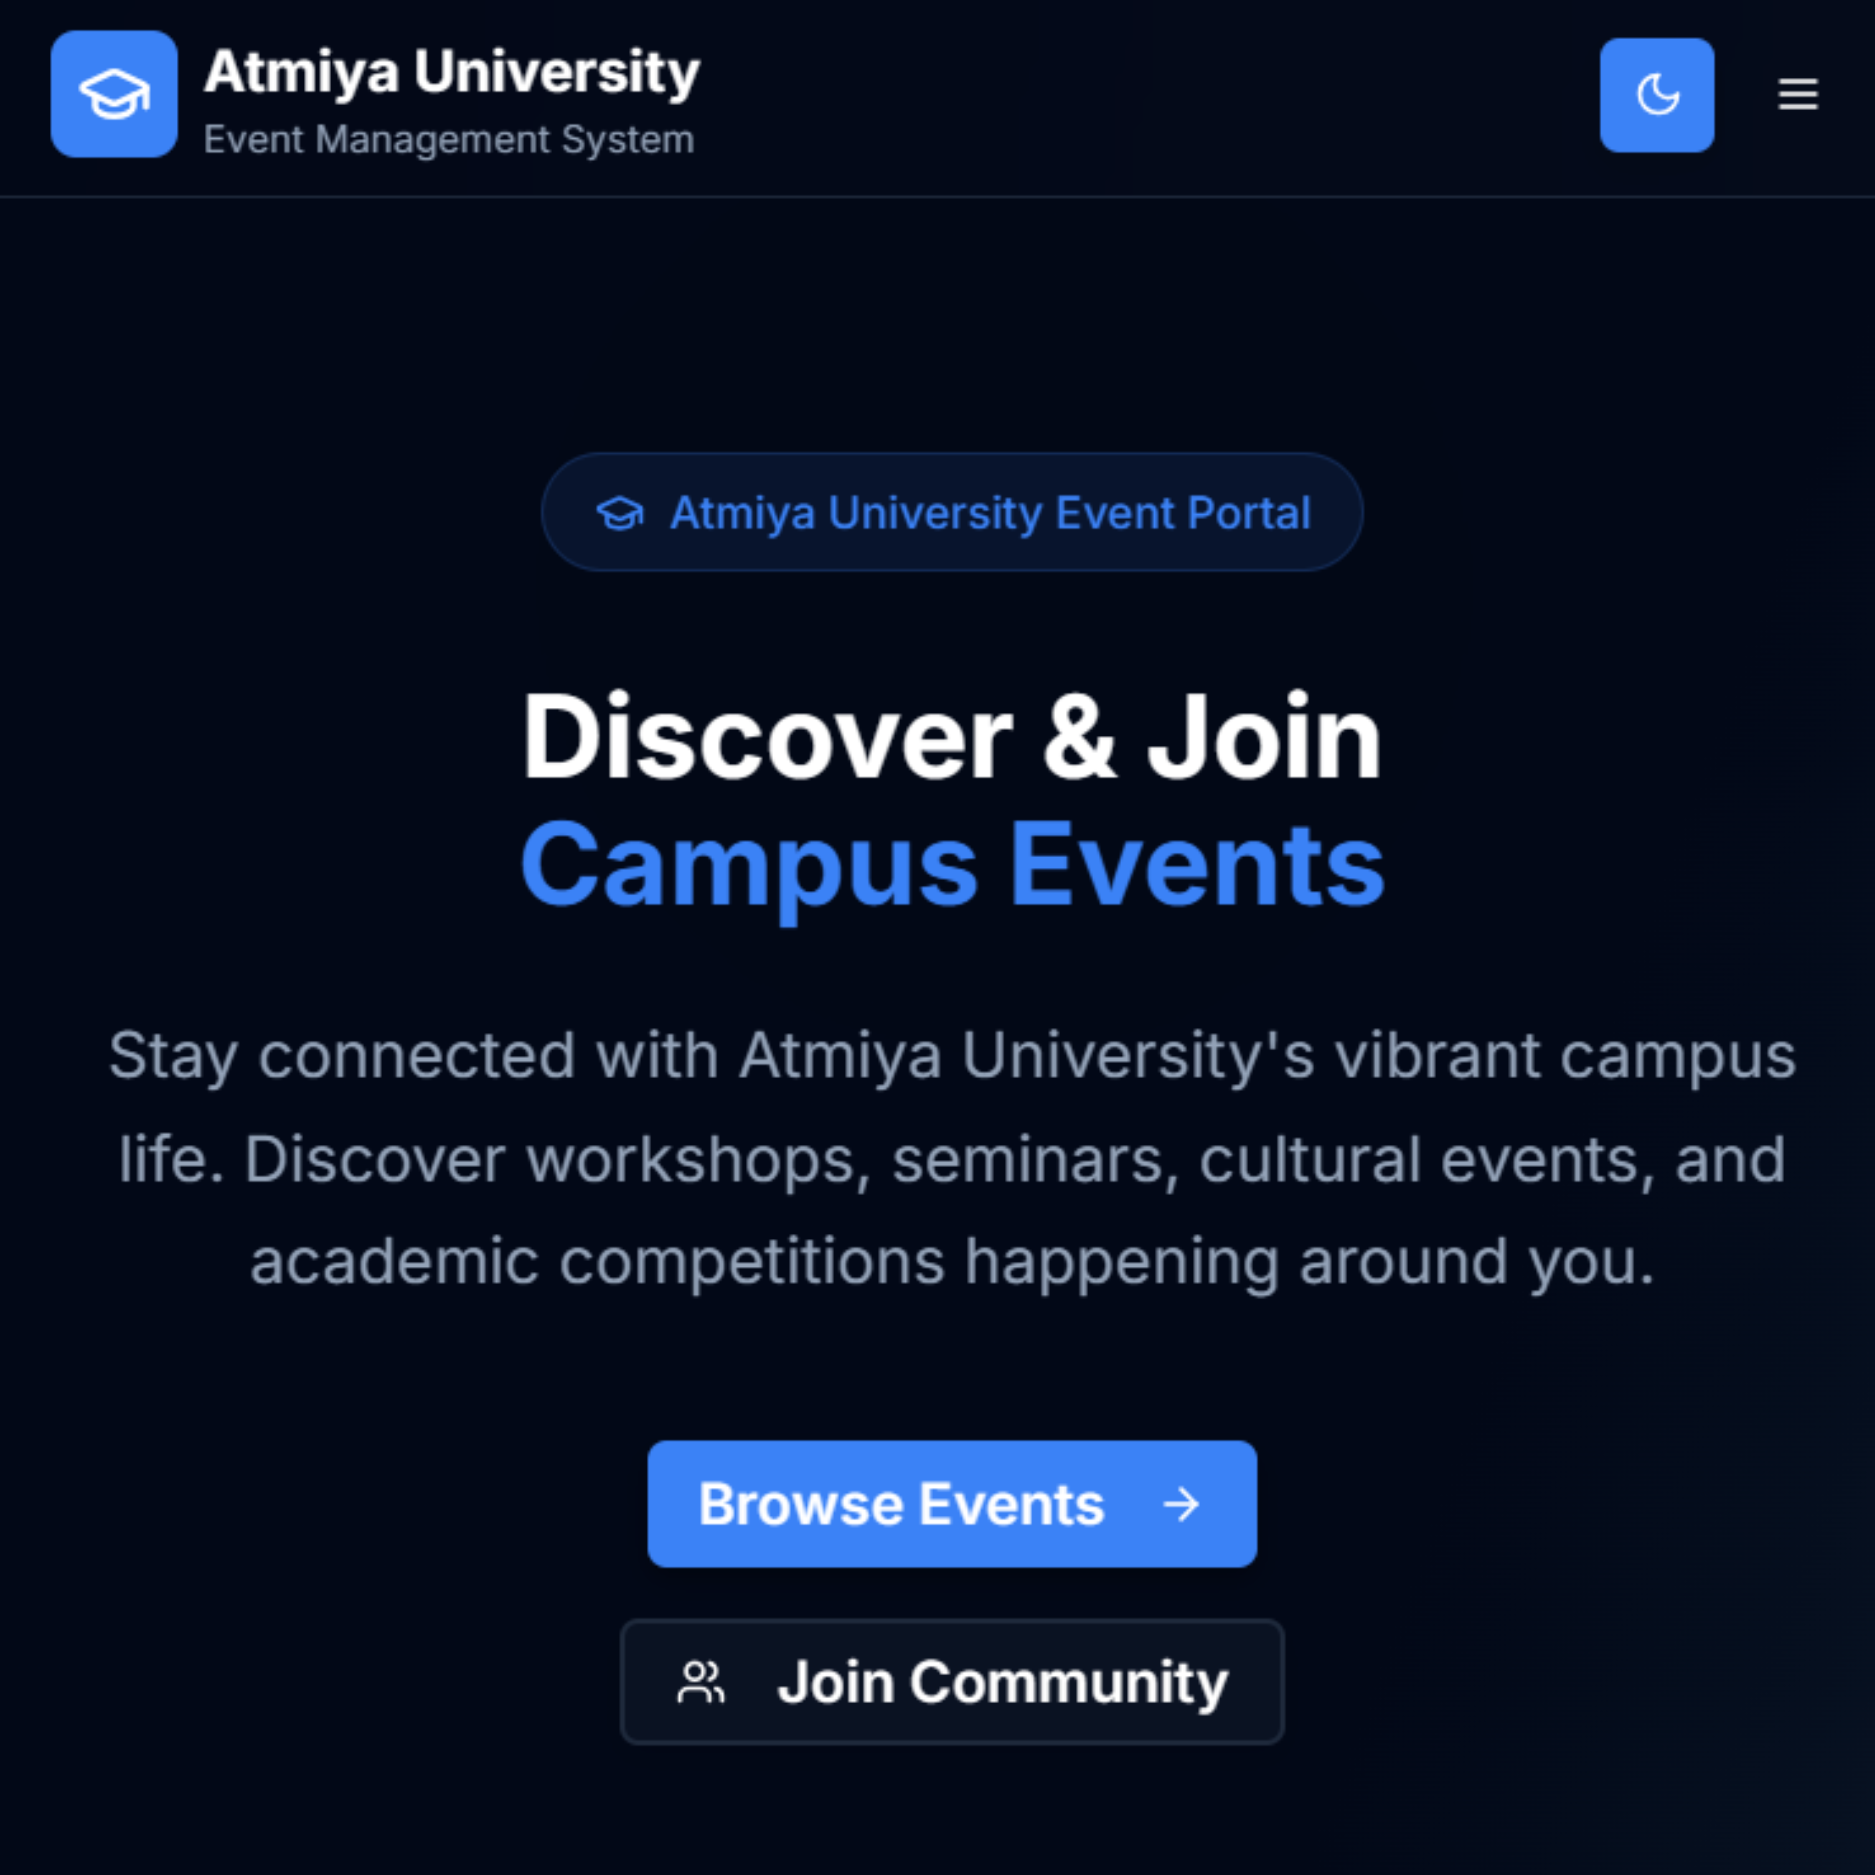 Atmiya University
Event Management System
Atmiya University Event Portal
Discover & Join
Campus Events
Stay connected with Atmiya University's vibrant campus
life. Discover workshops, seminars, cultural events, and
academic competitions happening around you.
Browse Events
Join Community